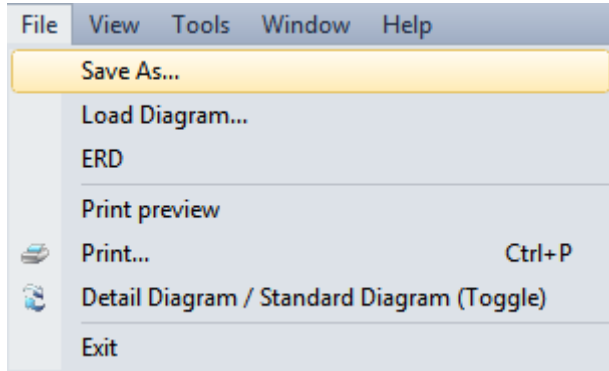 File View Tools Window Help
Save As...
Load Diagram...
ERD
Print preview
Print... Ctrl+P
Detail Diagram / Standard Diagram (Toggle)
Exit